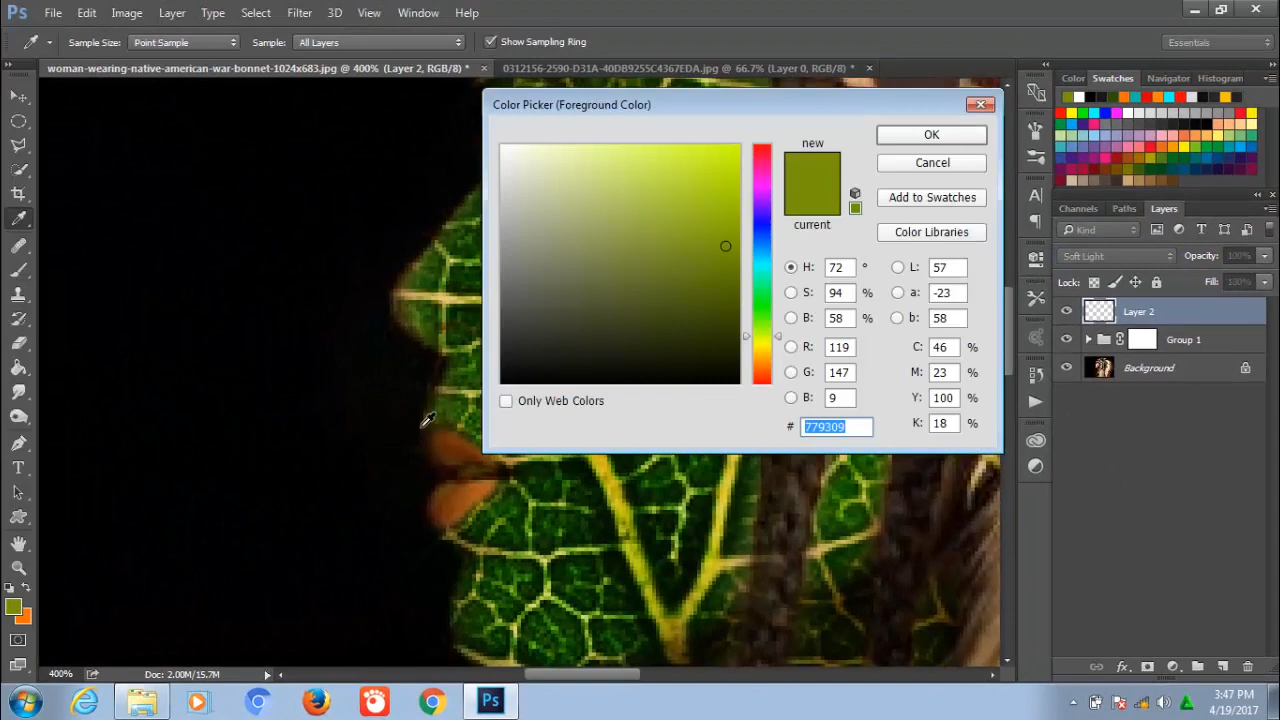 Ps File Edit Image Layer Type Select Filter 3D View Window Help
Sample Size: Point Sample Sample: All Layers Show Sampling Ring Essentials
woman-wearing-native-american-war-bonnet-1024x683.jpg @ 400% (Layer 2, RGB/8) * × 0312156-2590-D31A-40DB9255C4367EDA.jpg @ 66.7% (Layer 0, RGB/8) * ×
Color Swatches Navigator Histogram
Color Picker (Foreground Color)
new
current
OK
Cancel
Add to Swatches
Color Libraries
H: 72 ° L: 57
S: 94 % a: -23
B: 58 % b: 58
R: 119 C: 46 %
G: 147 M: 23 %
B: 9 Y: 100 %
# 779309 K: 18 %
Only Web Colors
Channels Paths Layers
Kind
Soft Light Opacity: 100%
Lock: Fill: 100%
Layer 2
Group 1
Background
400% Doc: 2.00M/15.7M
Ps
3:47 PM
4/19/2017